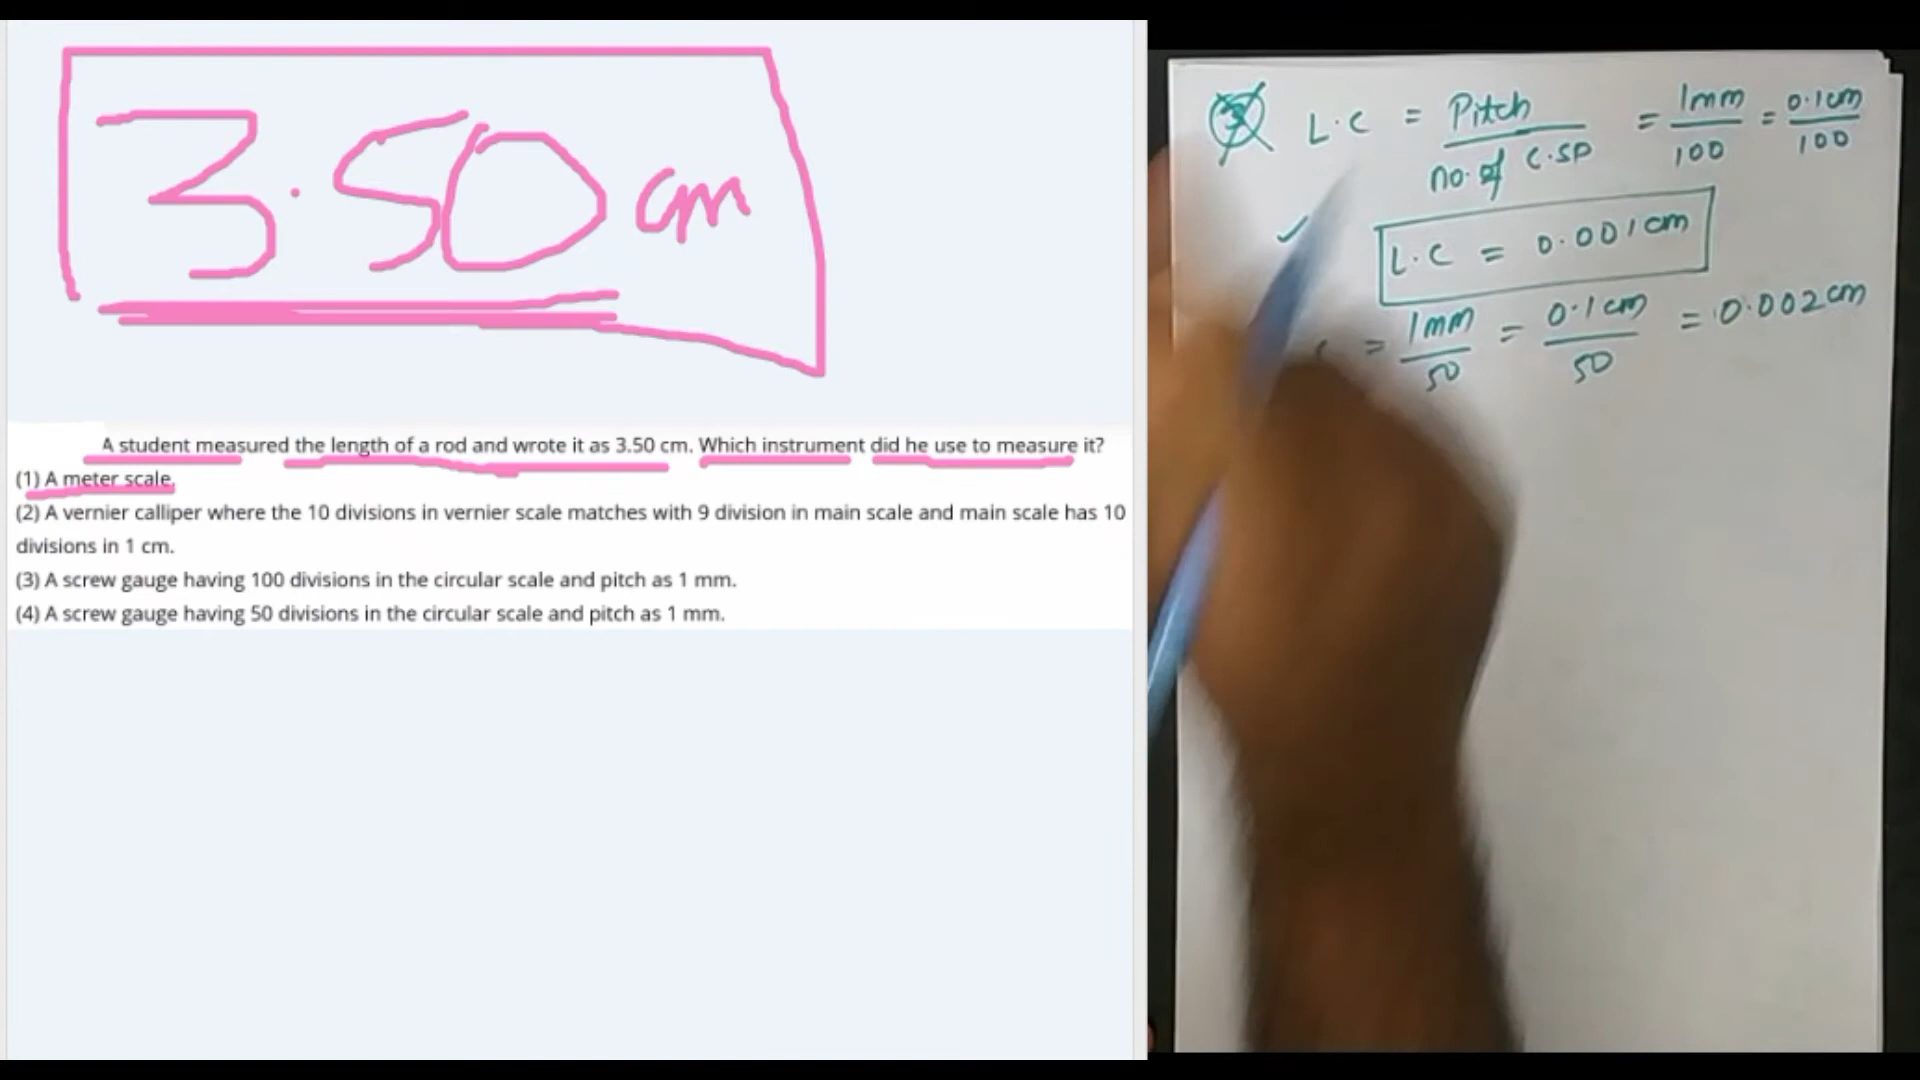 3.50 cm
A student measured the length of a rod and wrote it as 3.50 cm. Which instrument did he use to measure it?
(1) A meter scale.
(2) A vernier calliper where the 10 divisions in vernier scale matches with 9 division in main scale and main scale has 10
divisions in 1 cm.
(3) A screw gauge having 100 divisions in the circular scale and pitch as 1 mm.
(4) A screw gauge having 50 divisions in the circular scale and pitch as 1 mm.
L.C = Pitch / no. of C.SD = 1mm / 100 = 0.1cm / 100
L.C = 0.001cm
= 1mm / 50 = 0.1cm / 50 = 0.002cm